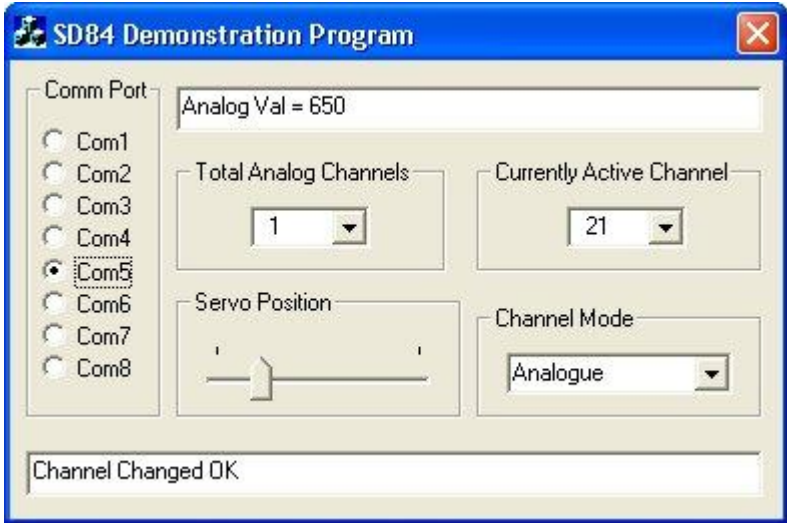 SD84 Demonstration Program
Comm Port
Com1
Com2
Com3
Com4
Com5
Com6
Com7
Com8
Analog Val = 650
Total Analog Channels
1
Currently Active Channel
21
Servo Position
Channel Mode
Analogue
Channel Changed OK